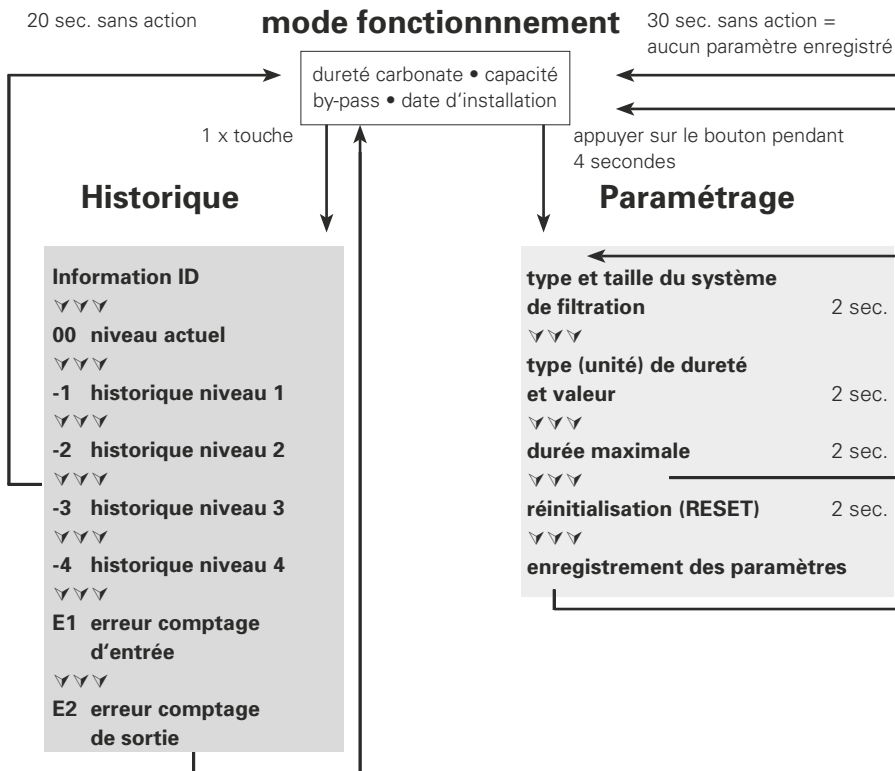 20 sec. sans action
mode fonctionnnement
30 sec. sans action =
aucun paramètre enregistré
dureté carbonate • capacité
by-pass • date d'installation
1 x touche
appuyer sur le bouton pendant
4 secondes
Historique
Information ID
00 niveau actuel
-1 historique niveau 1
-2 historique niveau 2
-3 historique niveau 3
-4 historique niveau 4
E1 erreur comptage
d'entrée
E2 erreur comptage
de sortie
Paramétrage
type et taille du système
de filtration 2 sec.
type (unité) de dureté
et valeur 2 sec.
durée maximale 2 sec.
réinitialisation (RESET) 2 sec.
enregistrement des paramètres